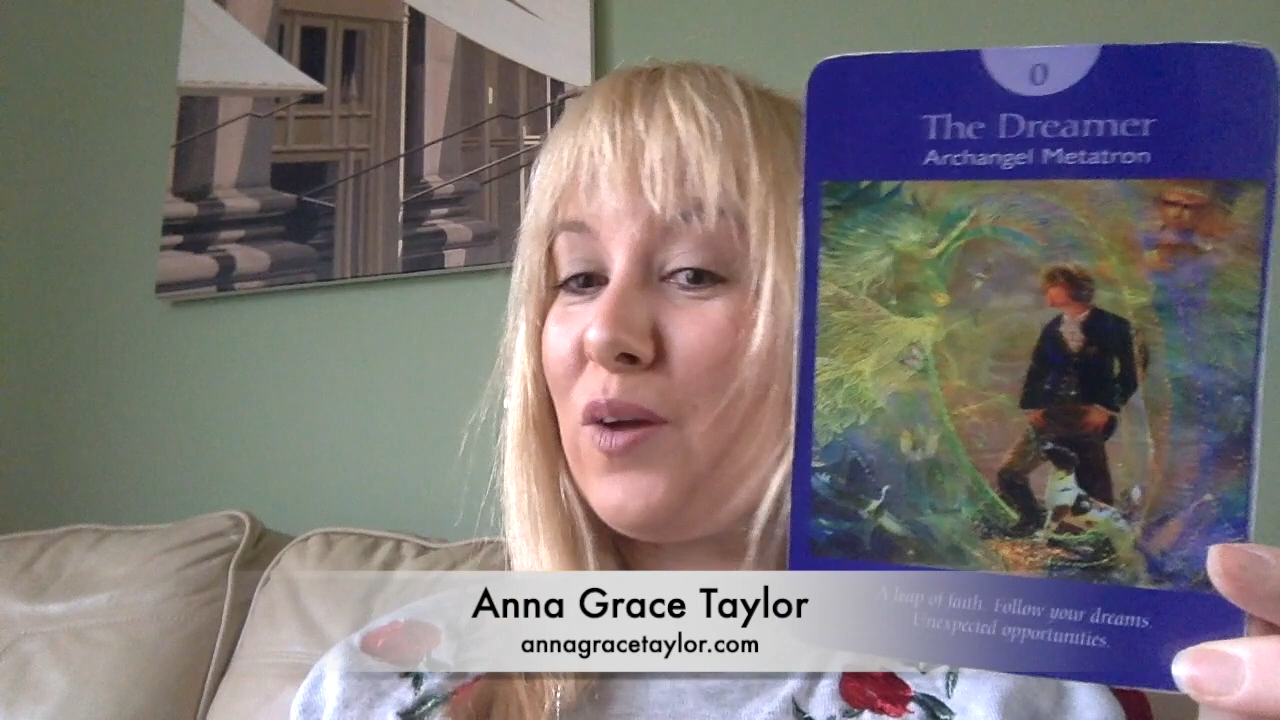 0
The Dreamer
Archangel Metatron
A leap of faith. Follow your dreams.
Unexpected opportunities.
Anna Grace Taylor
annagracetaylor.com